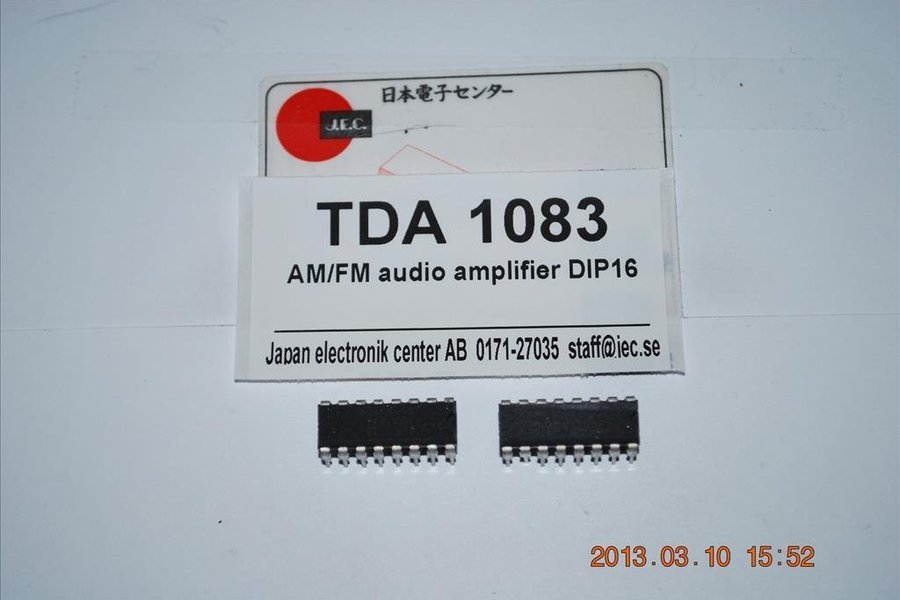 日本電子センター
J.E.C.
TDA 1083
AM/FM audio amplifier DIP16
Japan electronik center AB 0171-27035 staff@jec.se
2013.03.10 15:52